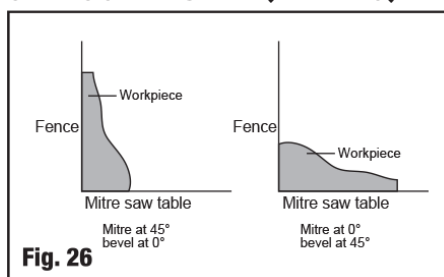 Workpiece
Fence
Mitre saw table
Mitre at 45°
bevel at 0°
Workpiece
Fence
Mitre saw table
Mitre at 0°
bevel at 45°
Fig. 26